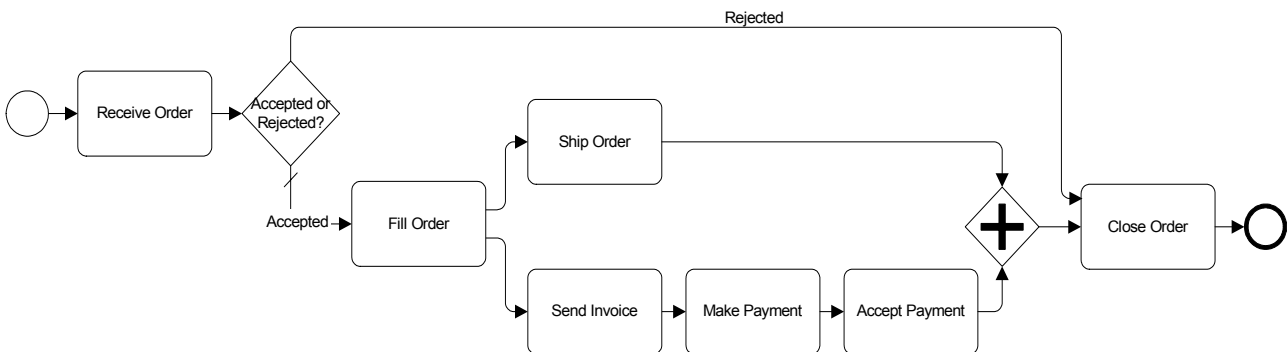 Rejected
Receive Order
Accepted or
Rejected?
Ship Order
Accepted
Fill Order
Close Order
Send Invoice
Make Payment
Accept Payment